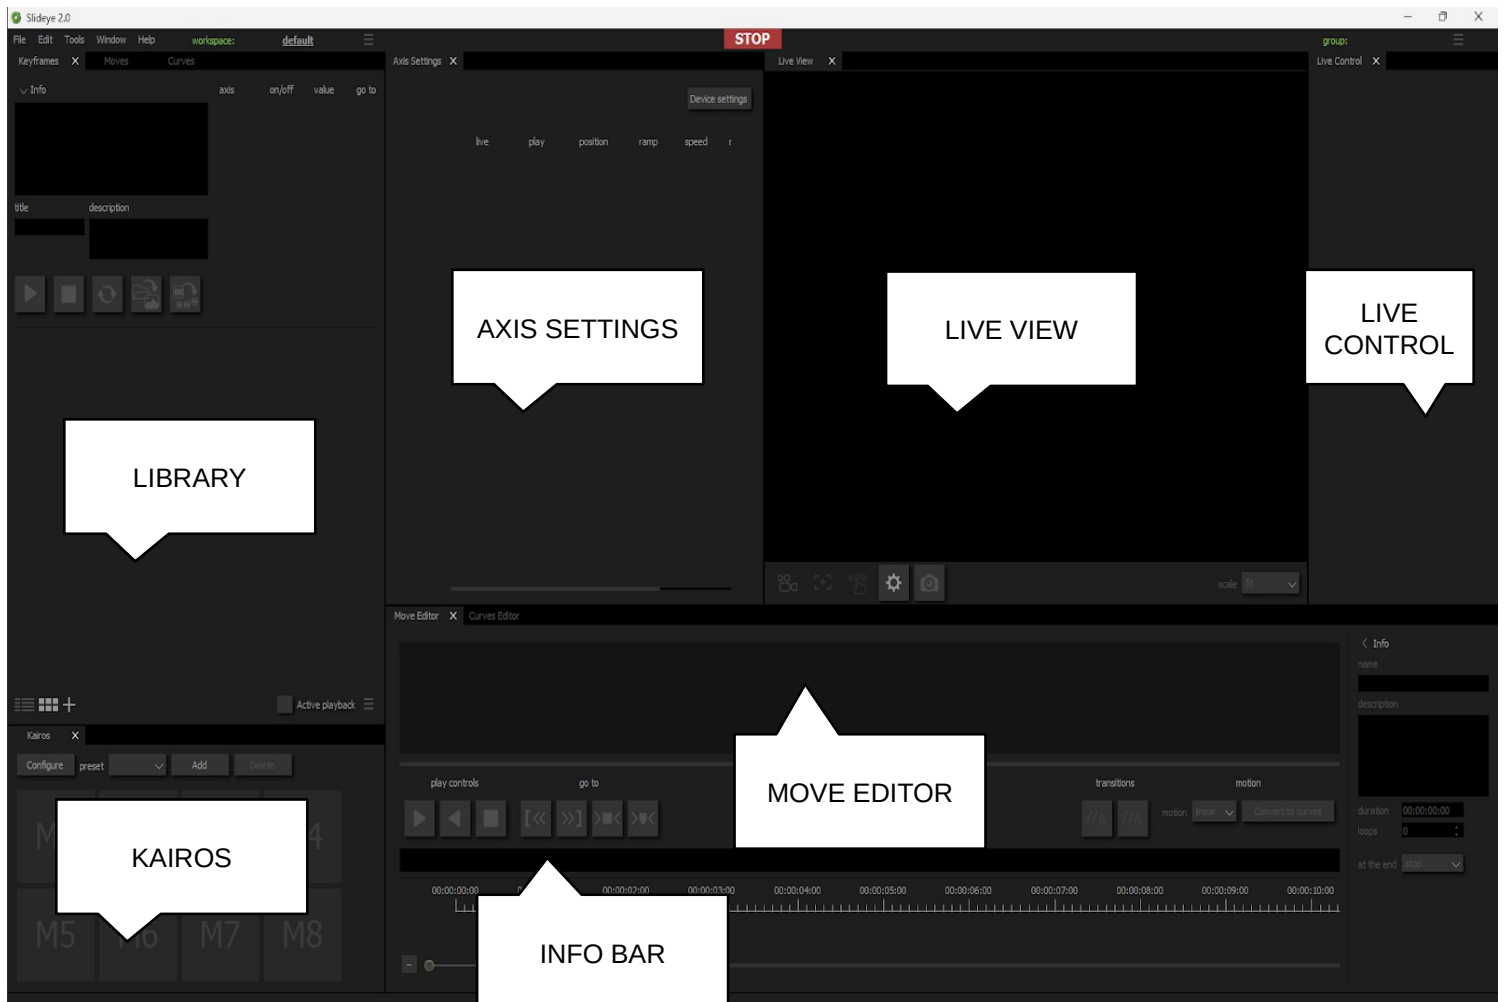 Slideye 2.0
File Edit Tools Window Help workspace: default STOP group:
Keyframes X Moves Curves Axis Settings X Live View X Live Control X
Info axis on/off value go to
Device settings
live play position ramp speed
title description
AXIS SETTINGS
LIVE VIEW
LIVE
CONTROL
LIBRARY
scale fit
Move Editor X Curves Editor
Info
name
description
Active playback
Kairos X
Configure preset Add Delete
play controls go to transitions motion
MOVE EDITOR
motion linear Convert to curves
duration 00:00:00:00
loops 0
at the end stop
KAIROS
00:00:00:00 00:00:02:00 00:00:03:00 00:00:04:00 00:00:05:00 00:00:06:00 00:00:07:00 00:00:08:00 00:00:09:00 00:00:10:00
M5 M6 M7 M8
INFO BAR